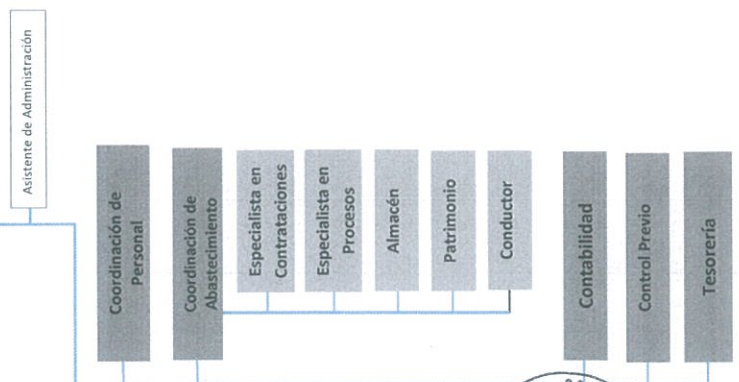 Asistente de Administración
Coordinación de
Personal
Coordinación de
Abastecimiento
Especialista en
Contrataciones
Especialista en
Procesos
Almacén
Patrimonio
Conductor
Contabilidad
Control Previo
Tesorería